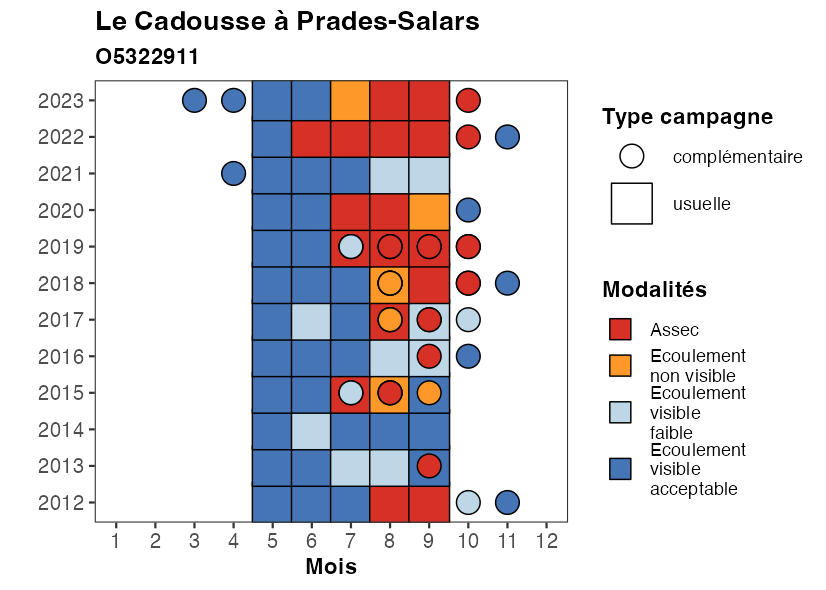 Le Cadousse à Prades-Salars
O5322911
2023
2022
2021
2020
2019
2018
2017
2016
2015
2014
2013
2012
1 2 3 4 5 6 7 8 9 10 11 12
Mois
Type campagne
complémentaire
usuelle
Modalités
Assec
Ecoulement
non visible
Ecoulement
visible
faible
Ecoulement
visible
acceptable